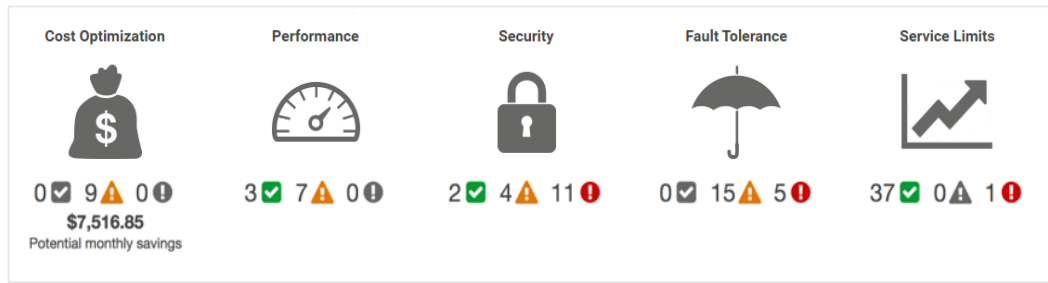 Cost Optimization
Performance
Security
Fault Tolerance
Service Limits
$
0 9 0
3 7 0
2 4 11
0 15 5
37 0 1
$7,516.85
Potential monthly savings